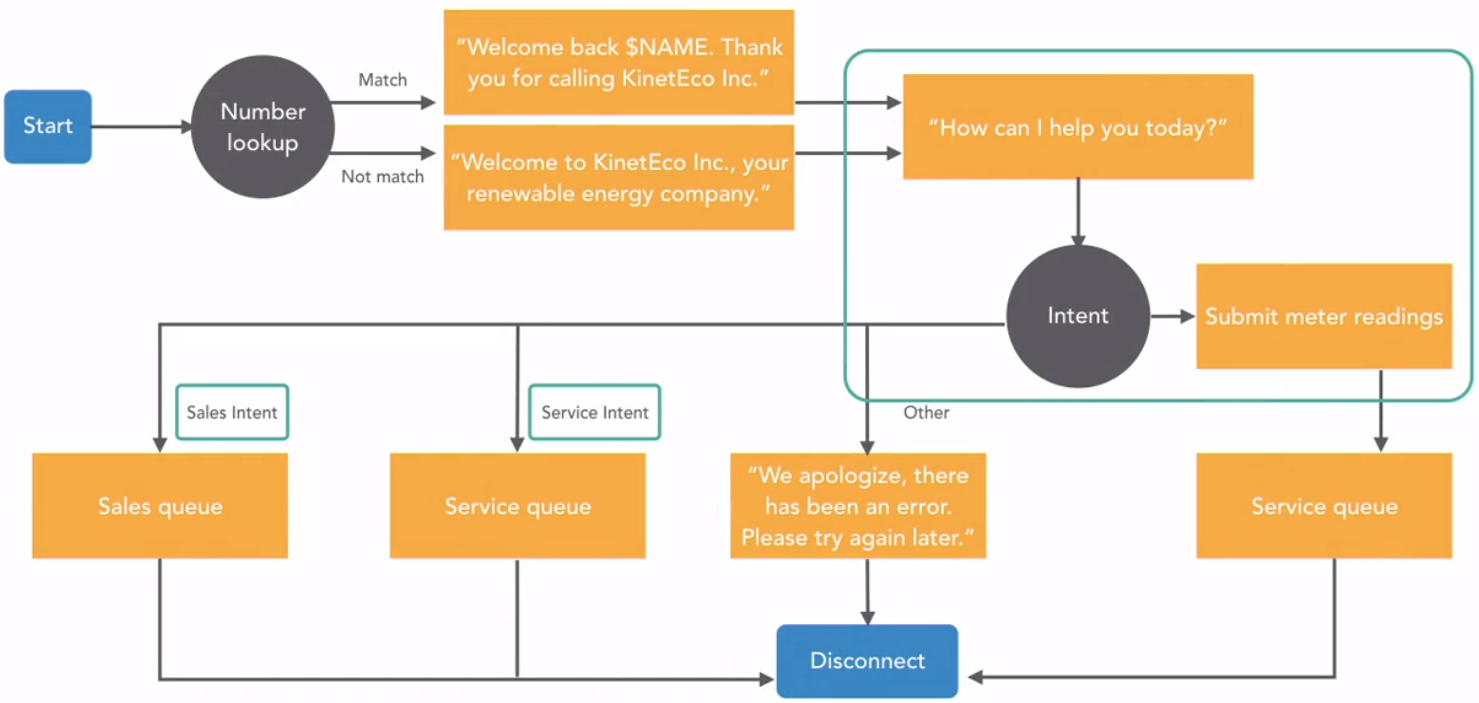 Start
Number
lookup
Match
Not match
“Welcome back $NAME. Thank
you for calling KinetEco Inc.”
“Welcome to KinetEco Inc., your
renewable energy company.”
“How can I help you today?”
Intent
Submit meter readings
Sales Intent
Service Intent
Other
Sales queue
Service queue
“We apologize, there
has been an error.
Please try again later.”
Service queue
Disconnect